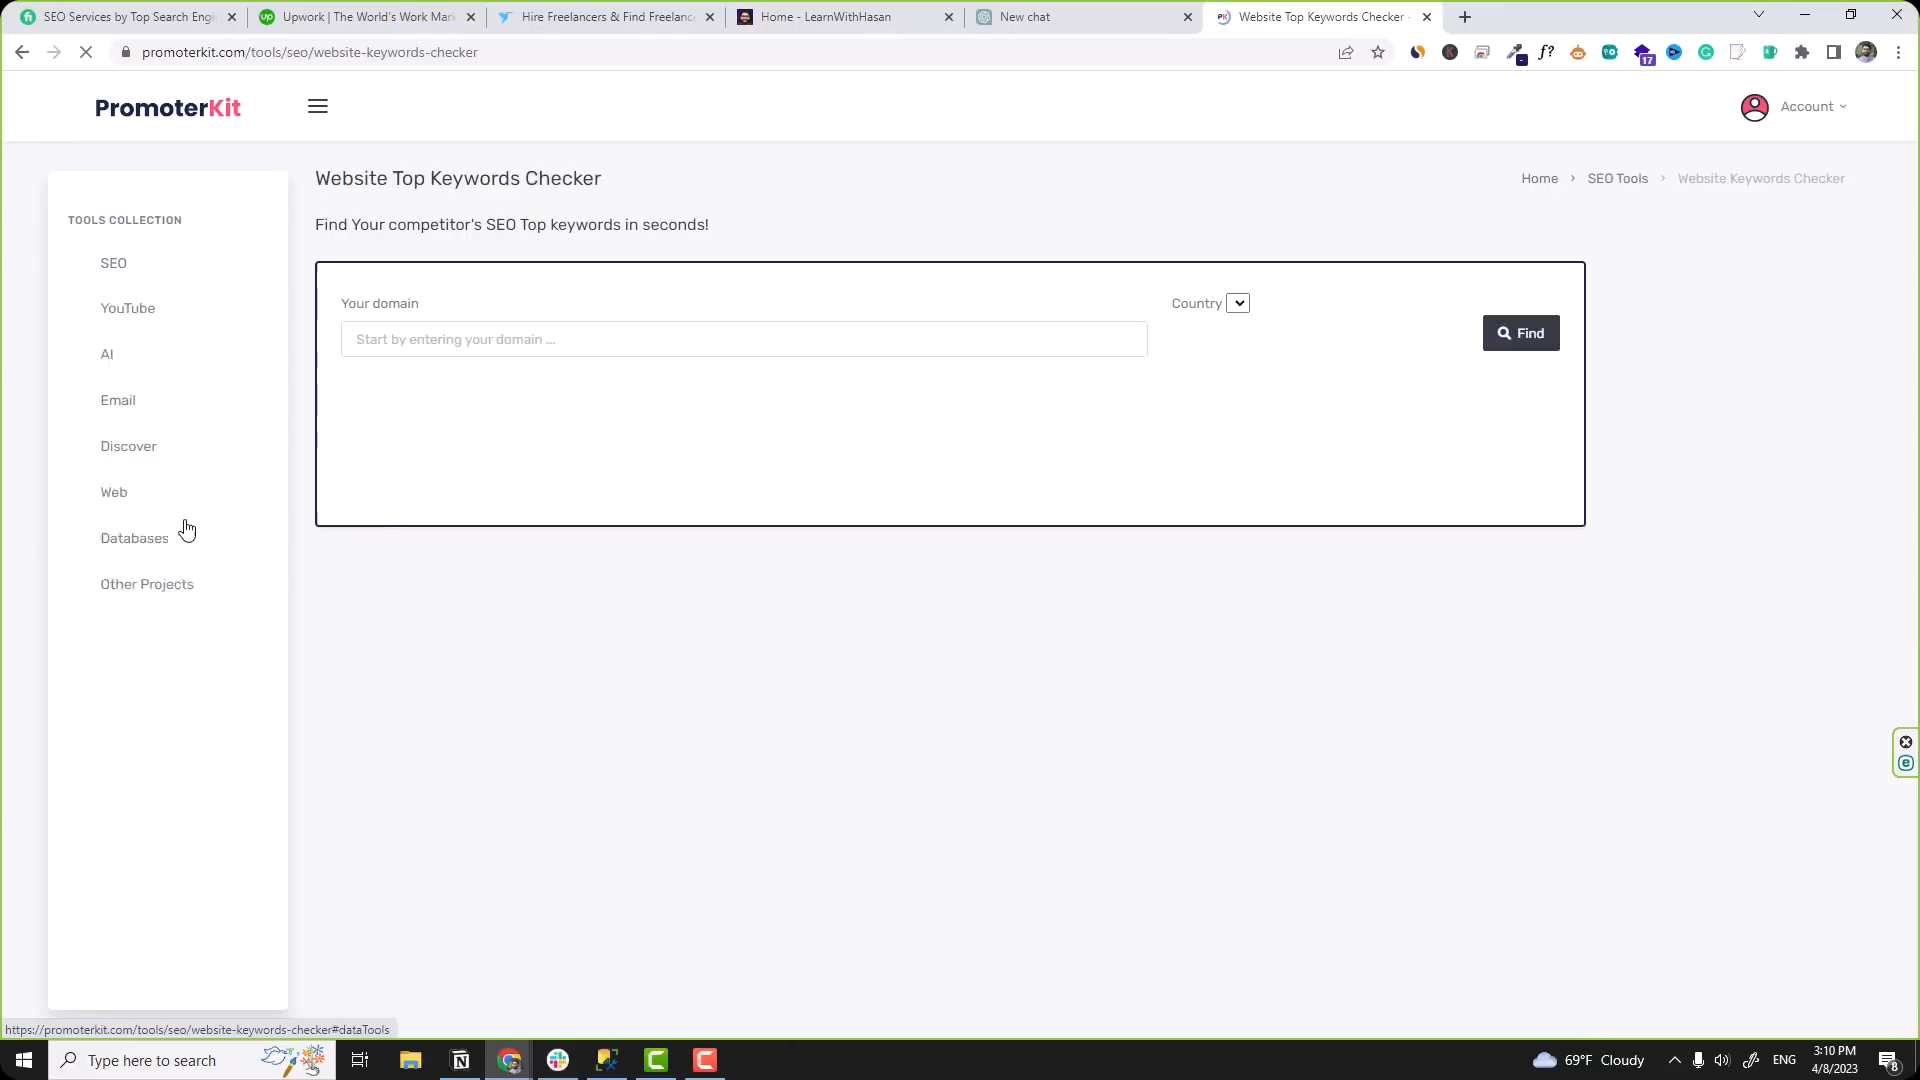 SEO Services by Top Search Engi
Upwork | The World's Work Mark
Hire Freelancers & Find Freelance
Home - LearnWithHasan
New chat
Website Top Keywords Checker -
promoterkit.com/tools/seo/website-keywords-checker
f?
17
PromoterKit
Account
TOOLS COLLECTION
SEO
YouTube
AI
Email
Discover
Web
Databases
Other Projects
Website Top Keywords Checker
Home > SEO Tools > Website Keywords Checker
Find Your competitor's SEO Top keywords in seconds!
Your domain
Country
Start by entering your domain ...
Find
https://promoterkit.com/tools/seo/website-keywords-checker#dataTools
Type here to search
69°F Cloudy
ENG
3:10 PM
4/8/2023
8